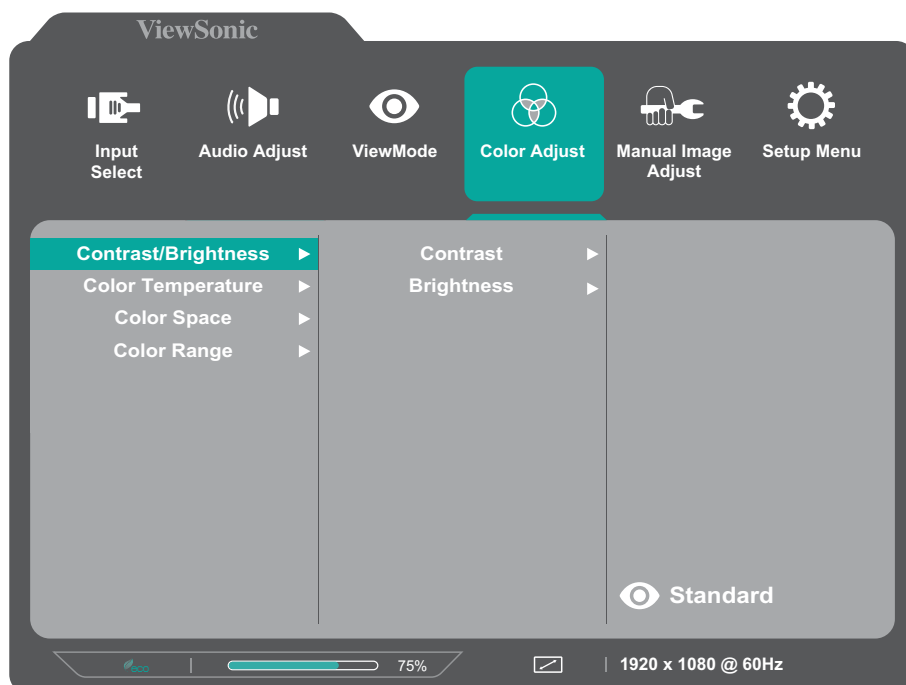 ViewSonic
Input
Select
Audio Adjust
ViewMode
Color Adjust
Manual Image
Adjust
Setup Menu
Contrast/Brightness
Color Temperature
Color Space
Color Range
Contrast
Brightness
Standard
eco
75%
1920 x 1080 @ 60Hz